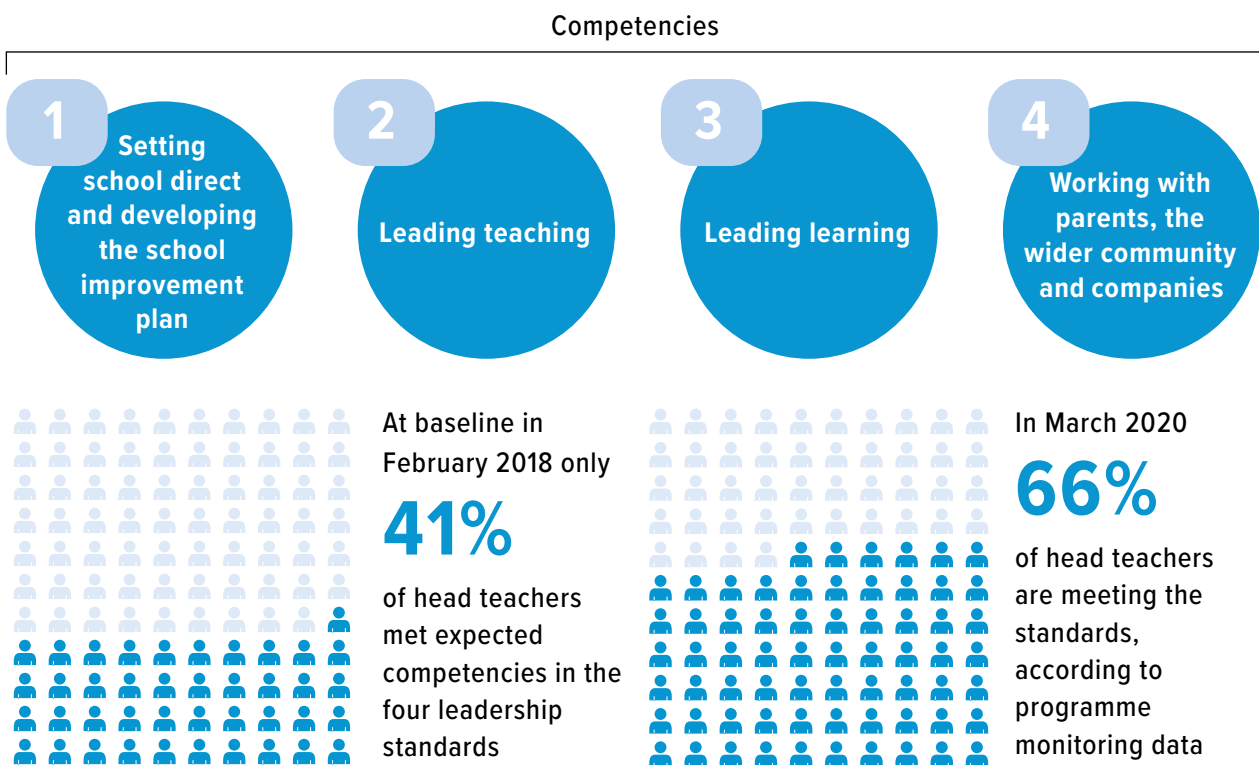 Competencies
1
Setting
school direct
and developing
the school
improvement
plan
2
Leading teaching
3
Leading learning
4
Working with
parents, the
wider community
and companies
At baseline in
February 2018 only
41%
of head teachers
met expected
competencies in the
four leadership
standards
In March 2020
66%
of head teachers
are meeting the
standards,
according to
programme
monitoring data